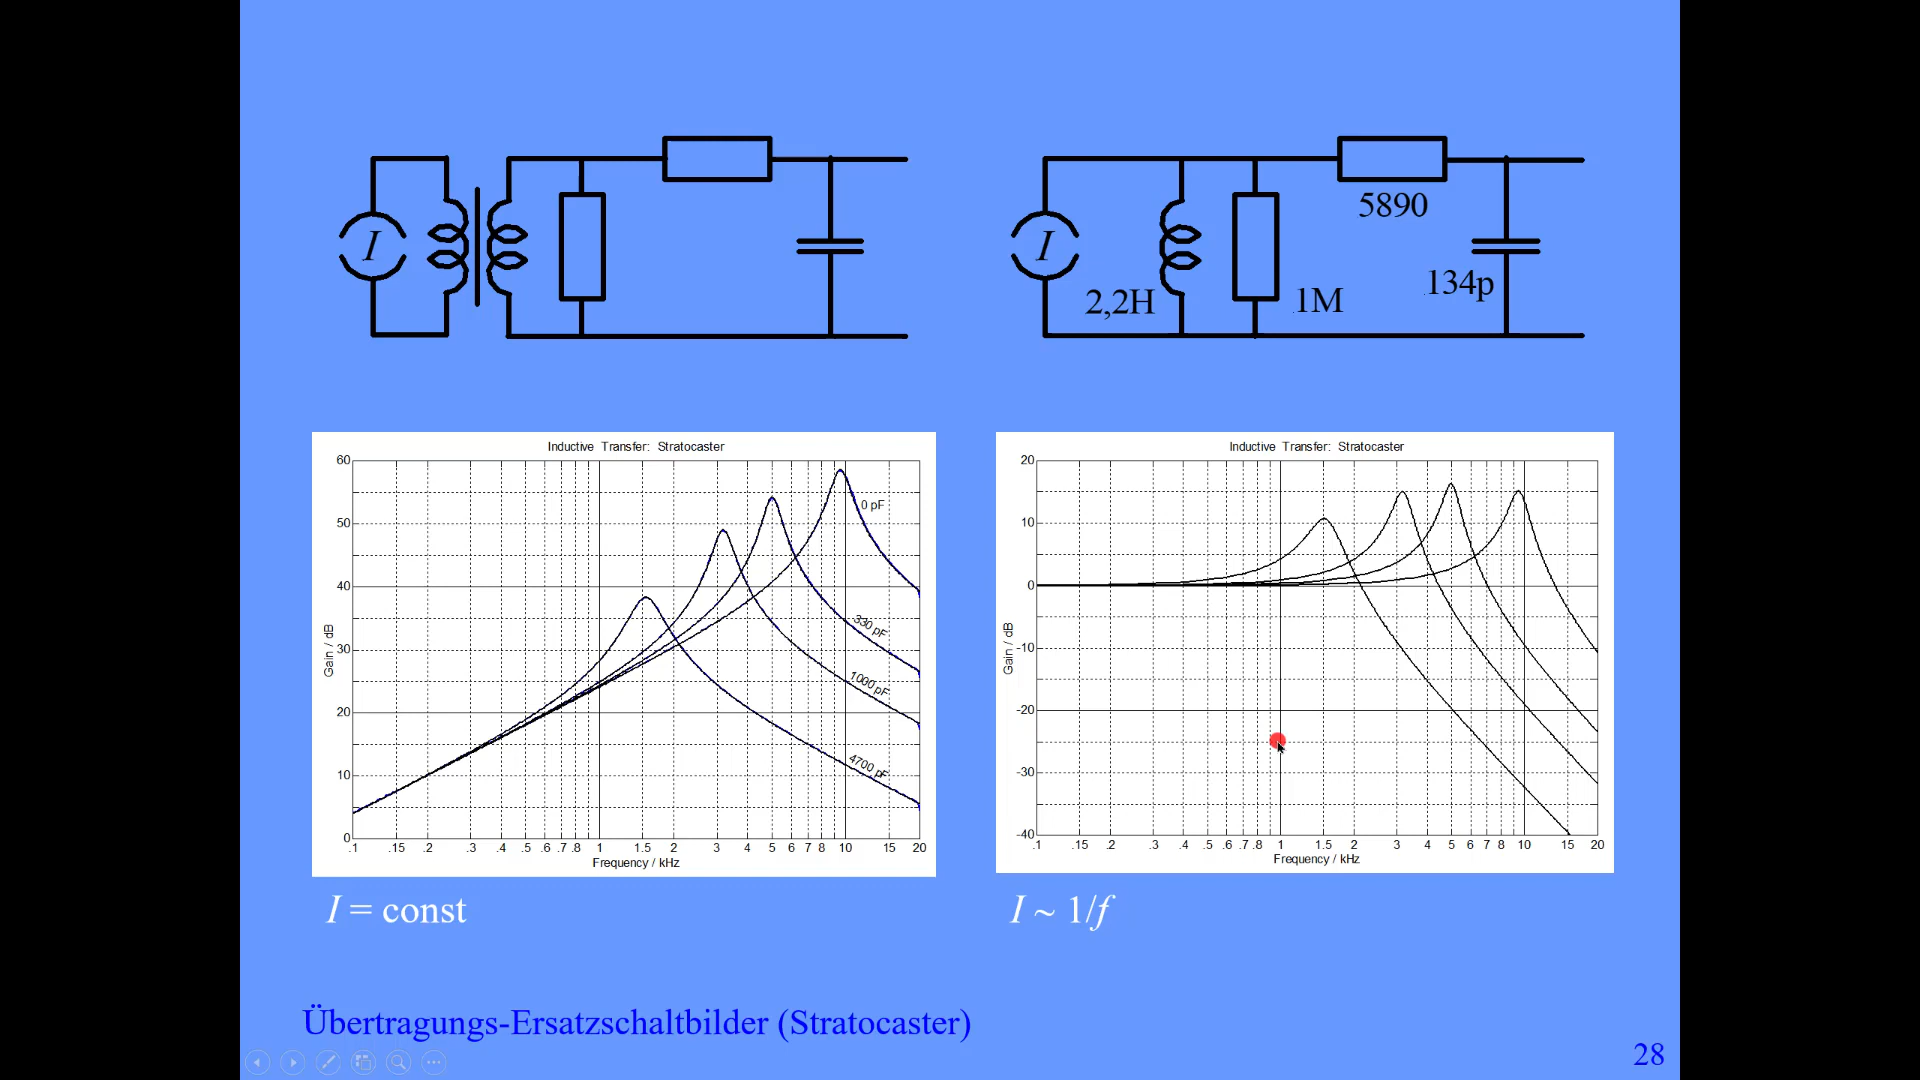 I
I
5890
2,2H
1M
134p
Inductive Transfer: Stratocaster
60
50
40
30
20
10
0
Gain / dB
0 pF
330 pF
1000 pF
4700 pF
.1 .15 .2 .3 .4 .5 .6 .7 .8 1 1.5 2 3 4 5 6 7 8 10 15 20
Frequency / kHz
Inductive Transfer: Stratocaster
20
10
0
-10
-20
-30
-40
Gain / dB
.1 .15 .2 .3 .4 .5 .6 .7 .8 1 1.5 2 3 4 5 6 7 8 10 15 20
Frequency / kHz
I = const
I ~ 1/f
Übertragungs-Ersatzschaltbilder (Stratocaster)
28